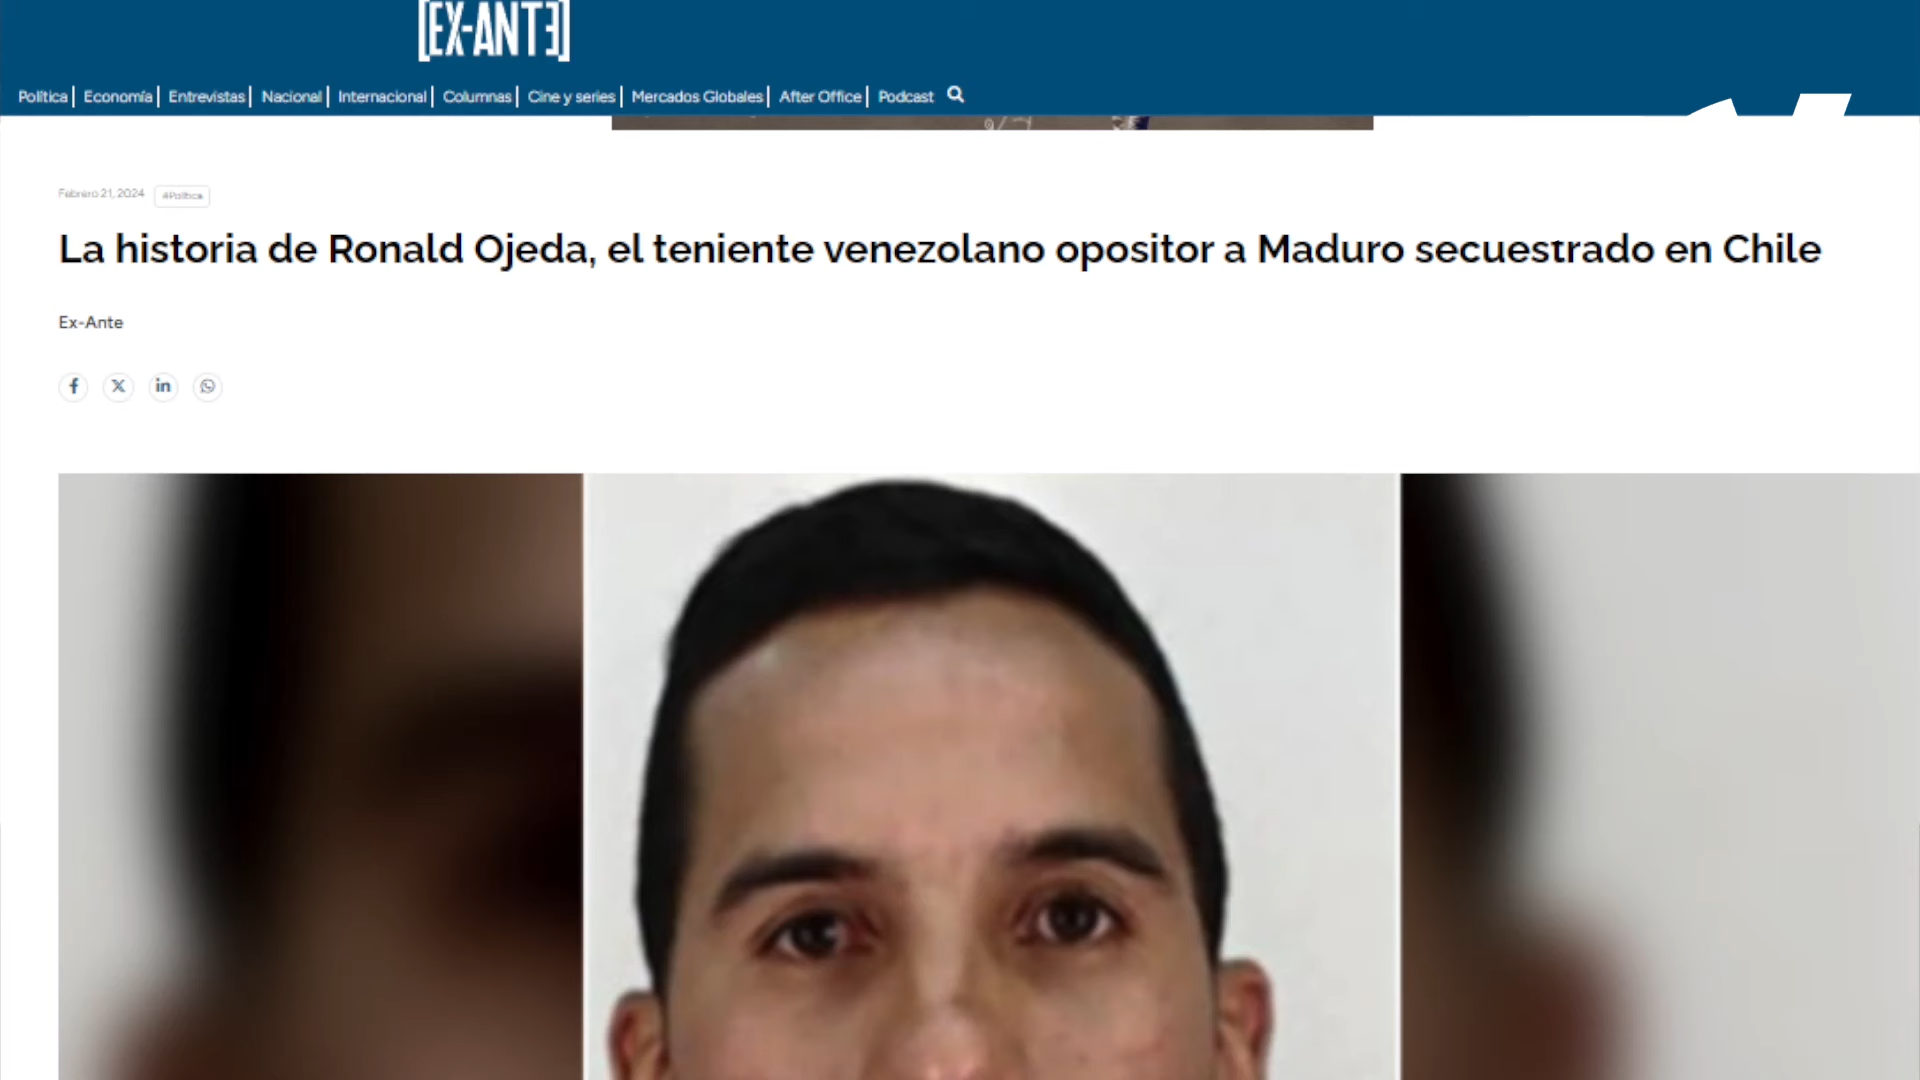 [EX-ANTE]
Política | Economía | Entrevistas | Nacional | Internacional | Columnas | Cine y series | Mercados Globales | After Office | Podcast
Febrero 21, 2024 #Política
La historia de Ronald Ojeda, el teniente venezolano opositor a Maduro secuestrado en Chile
Ex-Ante